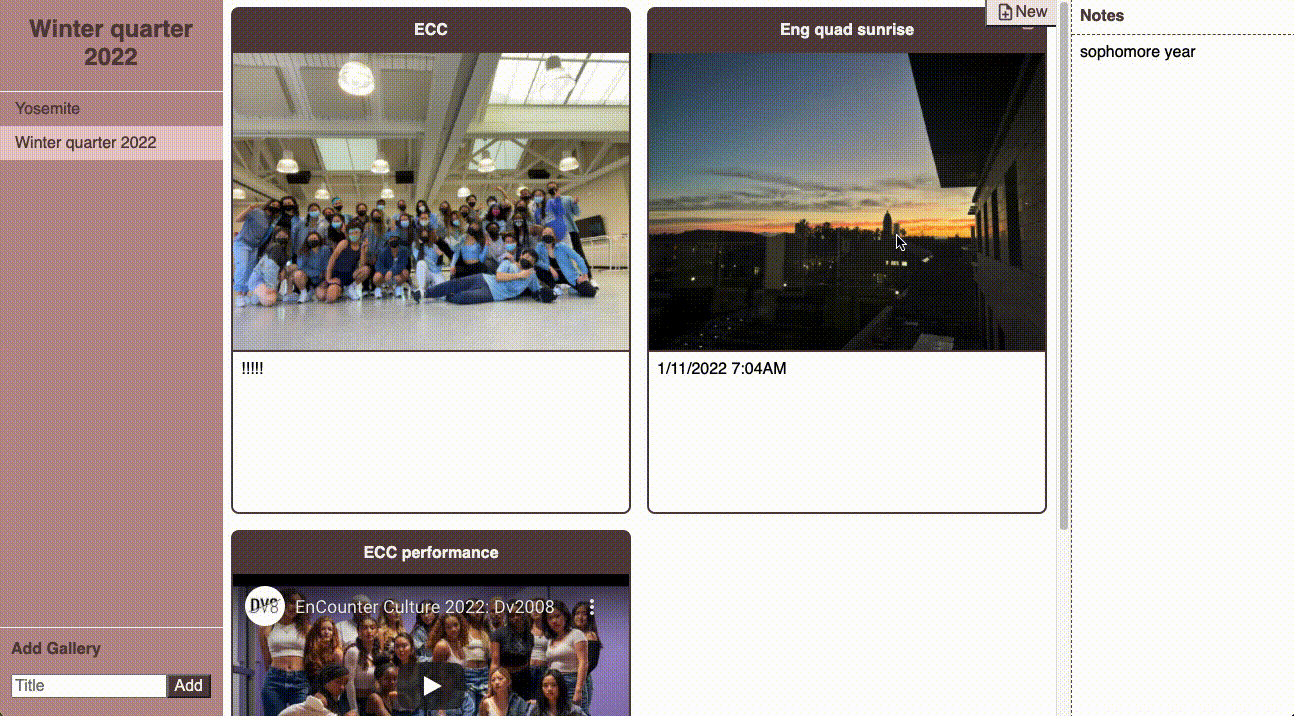 Winter quarter
2022
Yosemite
Winter quarter 2022
Add Gallery
Title
Add
ECC
!!!!!
Eng quad sunrise
1/11/2022 7:04AM
ECC performance
DV8
EnCounter Culture 2022: Dv2008
New
Notes
sophomore year